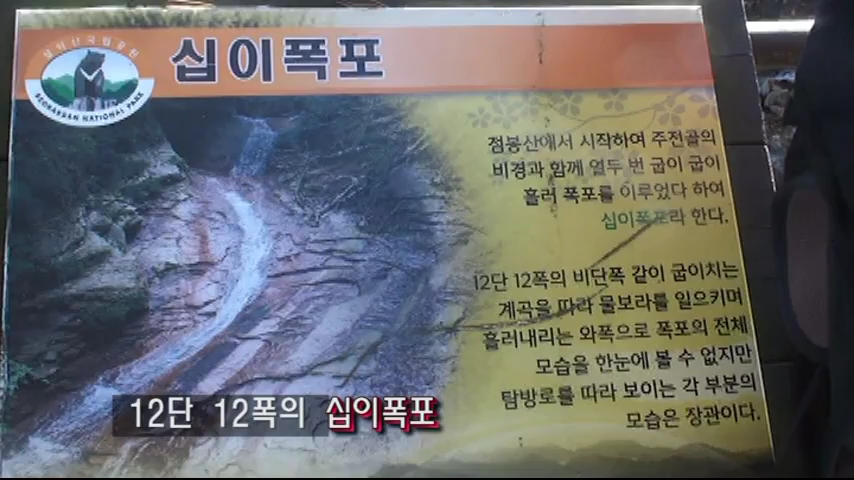 설악산국립공원
SEORAKSAN NATIONAL PARK
십이폭포
점봉산에서 시작하여 주전골의
비경과 함께 열두 번 굽이 굽이
흘러 폭포를 이루었다 하여
십이폭포라 한다.
12단 12폭의 비단폭 같이 굽이치는
계곡을 따라 물보라를 일으키며
흘러내리는 와폭으로 폭포의 전체
모습을 한눈에 볼 수 없지만
탐방로를 따라 보이는 각 부분의
모습은 장관이다.
12단 12폭의 십이폭포